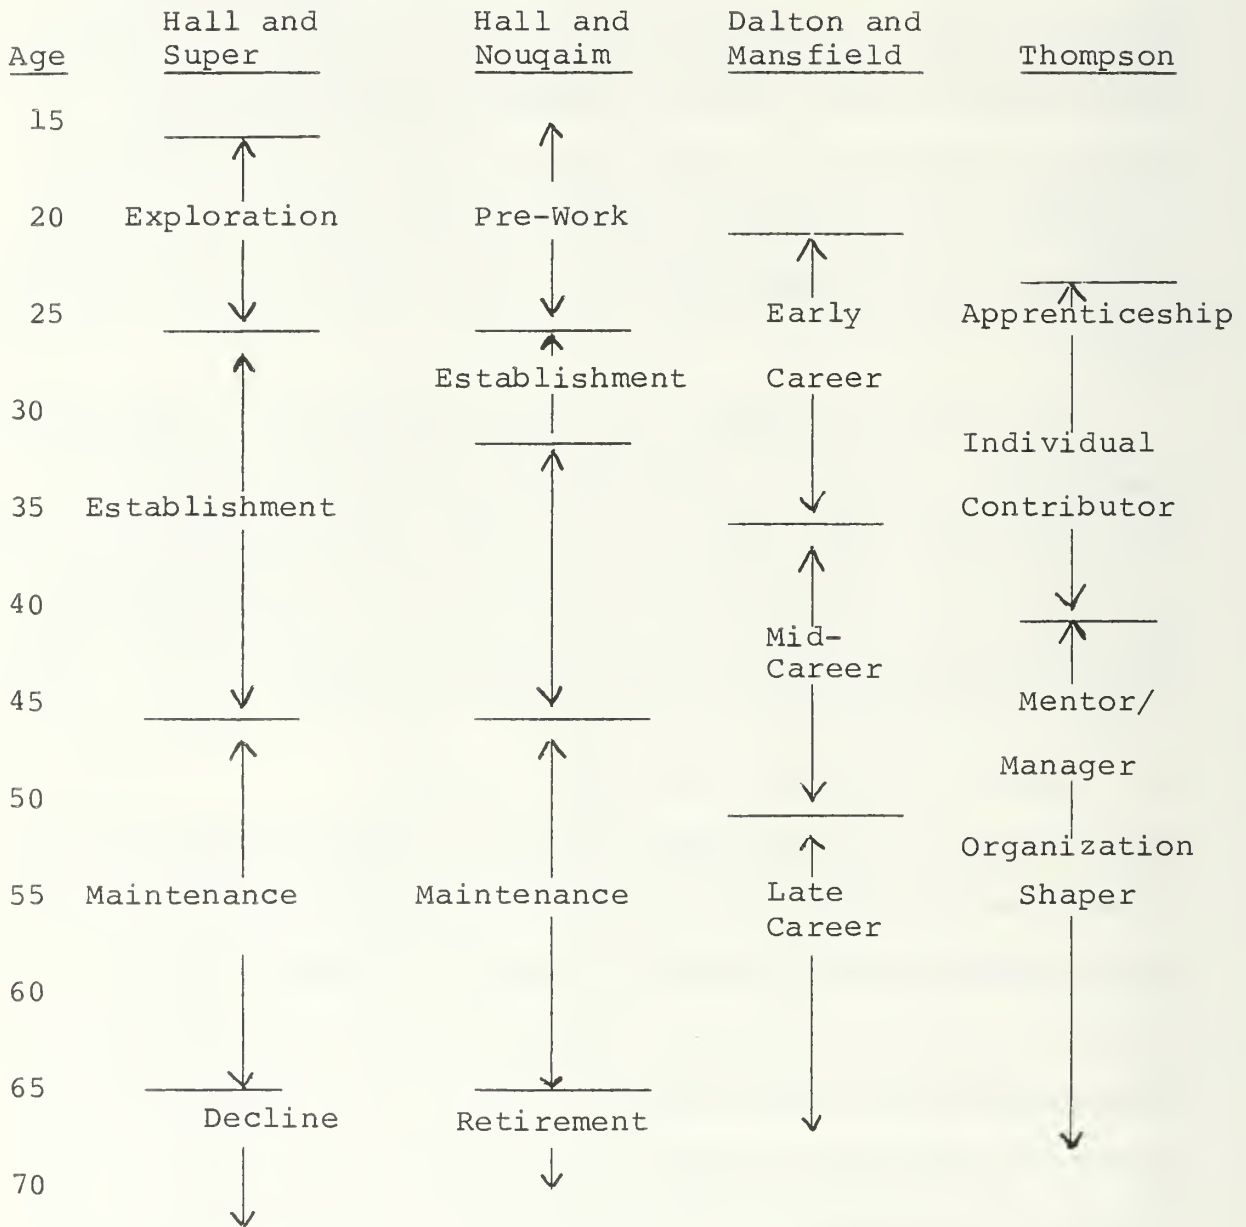 Hall and Hall and Dalton and
Age Super Nouqaim Mansfield Thompson
15
20 Exploration Pre-Work
25 Early Apprenticeship
Establishment Career
30
Individual
35 Establishment Contributor
40
Mid-
Career
45 Mentor/
Manager
50
Organization
55 Maintenance Maintenance Late Shaper
Career
60
65
Decline Retirement
70